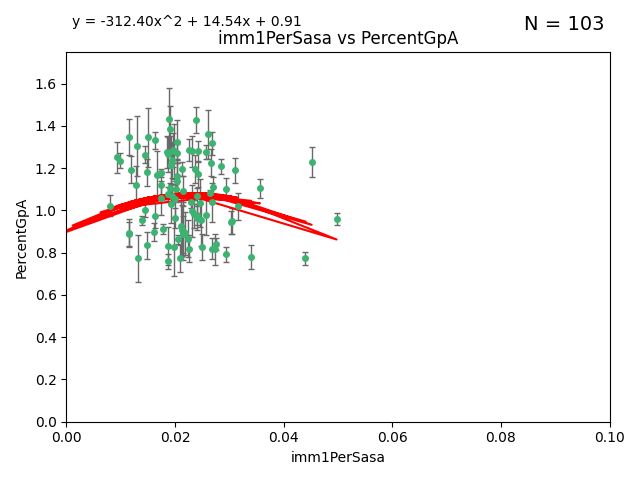 y = -312.40x^2 + 14.54x + 0.91
N = 103
imm1PerSasa vs PercentGpA
1.6
1.4
1.2
1.0
0.8
0.6
0.4
0.2
0.0
PercentGpA
0.00 0.02 0.04 0.06 0.08 0.10
imm1PerSasa